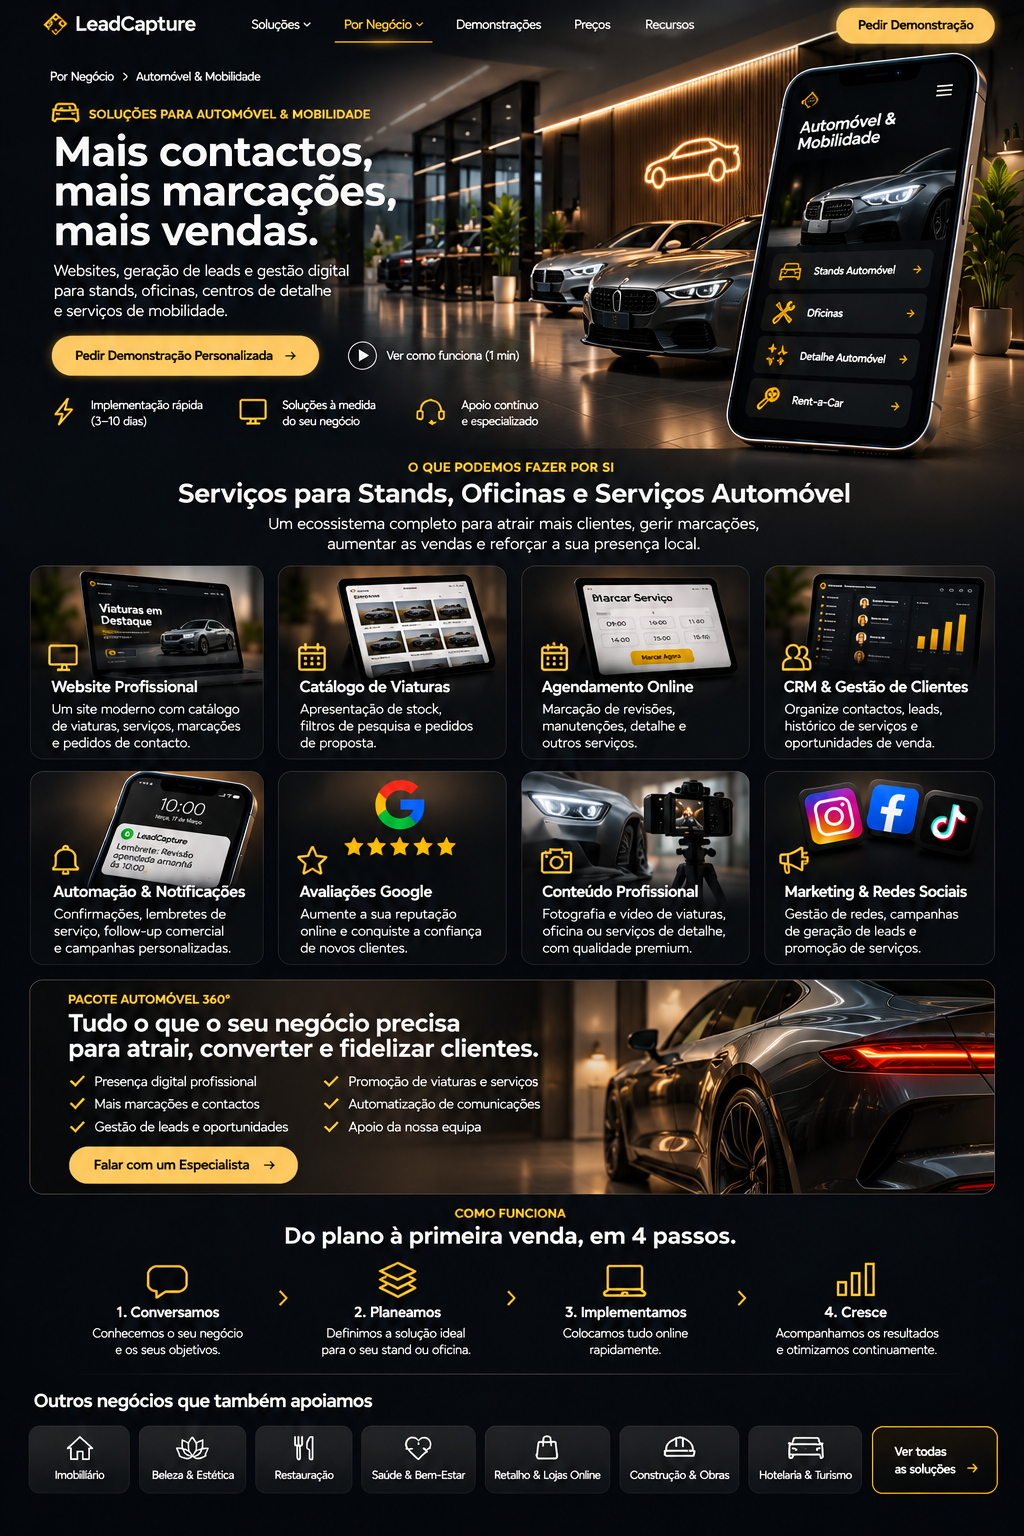 LeadCapture
Soluções
Por Negócio
Demonstrações
Preços
Recursos
Pedir Demonstração
Por Negócio > Automóvel & Mobilidade
SOLUÇÕES PARA AUTOMÓVEL & MOBILIDADE
Mais contactos,
mais marcações,
mais vendas.
Websites, geração de leads e gestão digital
para stands, oficinas, centros de detalhe
e serviços de mobilidade.
Pedir Demonstração Personalizada →
Ver como funciona (1 min)
Implementação rápida
(3–10 dias)
Soluções à medida
do seu negócio
Apoio contínuo
e especializado
Automóvel &
Mobilidade
Stands Automóvel →
Oficinas →
Detalhe Automóvel →
Rent-a-Car →
O QUE PODEMOS FAZER POR SI
Serviços para Stands, Oficinas e Serviços Automóvel
Um ecossistema completo para atrair mais clientes, gerir marcações,
aumentar as vendas e reforçar a sua presença local.
Viaturas em
Destaque
Website Profissional
Um site moderno com catálogo
de viaturas, serviços, marcações
e pedidos de contacto.
Catálogo de Viaturas
Apresentação de stock,
filtros de pesquisa e pedidos
de proposta.
Marcar Serviço
09:00 10:00 11:00
14:00 15:00
Marcar Agora
Agendamento Online
Marcação de revisões,
manutenções, detalhe e
outros serviços.
CRM & Gestão de Clientes
Organize contactos, leads,
histórico de serviços e
oportunidades de venda.
10:00
LeadCapture
Lembrete: Revisão
agendada amanhã
às 10:00
Automação & Notificações
Confirmações, lembretes de
serviço, follow-up comercial
e campanhas personalizadas.
Avaliações Google
Aumente a sua reputação
online e conquiste a confiança
de novos clientes.
Conteúdo Profissional
Fotografia e video de viaturas,
oficina ou serviços de detalhe,
com qualidade premium.
Marketing & Redes Sociais
Gestão de redes, campanhas
de geração de leads e
promoção de serviços.
PACOTE AUTOMÓVEL 360°
Tudo o que o seu negócio precisa
para atrair, converter e fidelizar clientes.
Presença digital profissional
Mais marcações e contactos
Gestão de leads e oportunidades
Promoção de viaturas e serviços
Automatização de comunicações
Apoio da nossa equipa
Falar com um Especialista →
COMO FUNCIONA
Do plano à primeira venda, em 4 passos.
1. Conversamos
Conhecemos o seu negócio
e os seus objetivos.
2. Planeamos
Definimos a solução ideal
para o seu stand ou oficina.
3. Implementamos
Colocamos tudo online
rapidamente.
4. Cresce
Acompanhamos os resultados
e otimizamos continuamente.
Outros negócios que também apoiamos
Imobiliário
Beleza & Estética
Restauração
Saúde & Bem-Estar
Retalho & Lojas Online
Construção & Obras
Hotelaria & Turismo
Ver todas
as soluções →